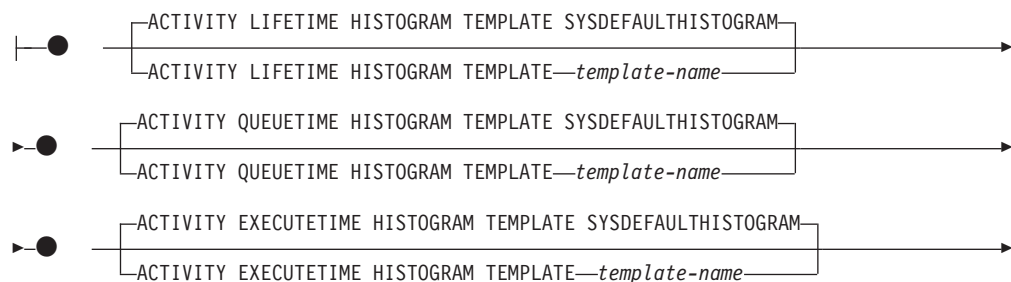 ACTIVITY LIFETIME HISTOGRAM TEMPLATE SYSDEFAULTHISTOGRAM
ACTIVITY LIFETIME HISTOGRAM TEMPLATE template-name
ACTIVITY QUEUETIME HISTOGRAM TEMPLATE SYSDEFAULTHISTOGRAM
ACTIVITY QUEUETIME HISTOGRAM TEMPLATE template-name
ACTIVITY EXECUTETIME HISTOGRAM TEMPLATE SYSDEFAULTHISTOGRAM
ACTIVITY EXECUTETIME HISTOGRAM TEMPLATE template-name